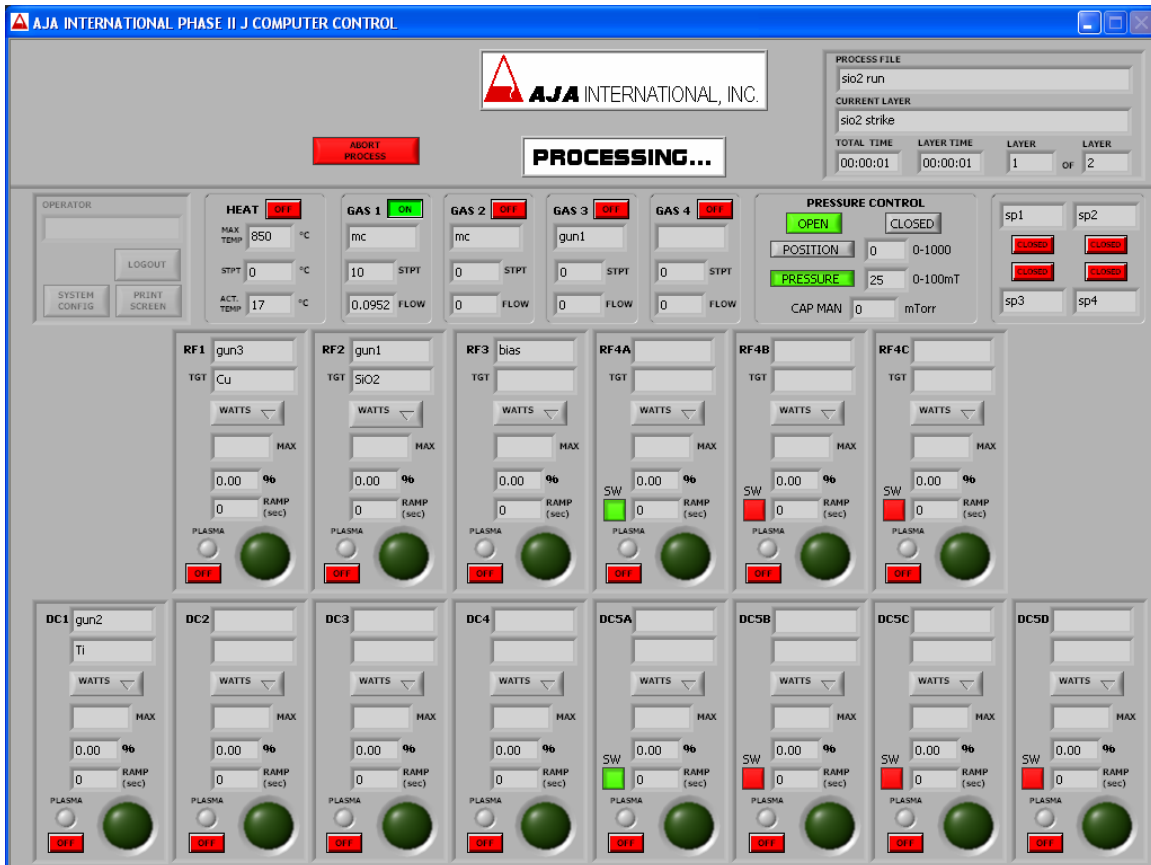 AJA INTERNATIONAL PHASE II J COMPUTER CONTROL
AJA INTERNATIONAL, INC.
ABORT
PROCESS
PROCESSING...
PROCESS FILE
sio2 run
CURRENT LAYER
sio2 strike
TOTAL TIME LAYER TIME LAYER LAYER
00:00:01 00:00:01 1 OF 2
OPERATOR
LOGOUT
SYSTEM
CONFIG
PRINT
SCREEN
HEAT OFF
MAX
TEMP 850 °C
STPT 0 °C
ACT.
TEMP 17 °C
GAS 1 ON
mc
10 STPT
0.0952 FLOW
GAS 2 OFF
mc
0 STPT
0 FLOW
GAS 3 OFF
gun1
0 STPT
0 FLOW
GAS 4 OFF
0 STPT
0 FLOW
PRESSURE CONTROL
OPEN CLOSED
POSITION 0 0-1000
PRESSURE 25 0-100mT
CAP MAN 0 mTorr
sp1 sp2
CLOSED CLOSED
CLOSED CLOSED
sp3 sp4
RF1 gun3
TGT Cu
WATTS
MAX
0.00 %
0 RAMP
(sec)
PLASMA
OFF
RF2 gun1
TGT SiO2
WATTS
MAX
0.00 %
0 RAMP
(sec)
PLASMA
OFF
RF3 bias
TGT
WATTS
MAX
0.00 %
0 RAMP
(sec)
PLASMA
OFF
RF4A
TGT
WATTS
MAX
0.00 %
SW 0 RAMP
(sec)
PLASMA
OFF
RF4B
TGT
WATTS
MAX
0.00 %
SW 0 RAMP
(sec)
PLASMA
OFF
RF4C
TGT
WATTS
MAX
0.00 %
SW 0 RAMP
(sec)
PLASMA
OFF
DC1 gun2
Ti
WATTS
MAX
0.00 %
0 RAMP
(sec)
PLASMA
OFF
DC2
WATTS
MAX
0.00 %
0 RAMP
(sec)
PLASMA
OFF
DC3
WATTS
MAX
0.00 %
0 RAMP
(sec)
PLASMA
OFF
DC4
WATTS
MAX
0.00 %
0 RAMP
(sec)
PLASMA
OFF
DC5A
WATTS
MAX
0.00 %
SW 0 RAMP
(sec)
PLASMA
OFF
DC5B
WATTS
MAX
0.00 %
SW 0 RAMP
(sec)
PLASMA
OFF
DC5C
WATTS
MAX
0.00 %
SW 0 RAMP
(sec)
PLASMA
OFF
DC5D
WATTS
MAX
0.00 %
SW 0 RAMP
(sec)
PLASMA
OFF